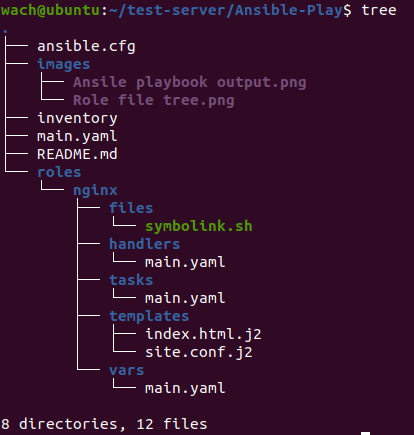 wach@ubuntu:~/test-server/Ansible-Play$ tree
.
├── ansible.cfg
├── images
│   ├── Ansile playbook output.png
│   └── Role file tree.png
├── inventory
├── main.yaml
├── README.md
└── roles
    └── nginx
        ├── files
        │   └── symbolink.sh
        ├── handlers
        │   └── main.yaml
        ├── tasks
        │   └── main.yaml
        ├── templates
        │   ├── index.html.j2
        │   └── site.conf.j2
        └── vars
            └── main.yaml

8 directories, 12 files